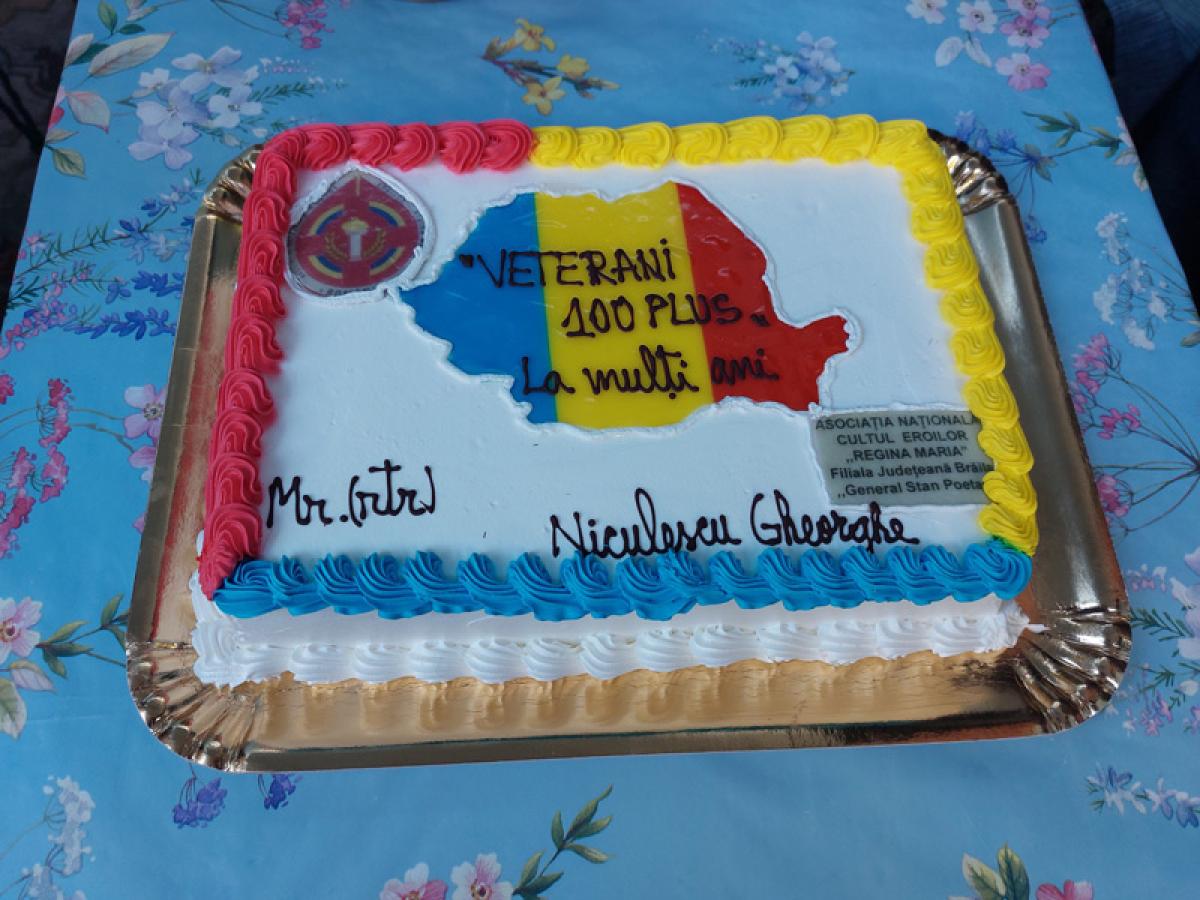 "VETERANI
100 PLUS"
La mulți ani
ASOCIAȚIA NAȚIONALĂ
CULTUL EROILOR
„REGINA MARIA"
Filiala Județeană Brăila
„General Stan Poetaș
Mr. (rtr)
Niculescu Gheorghe